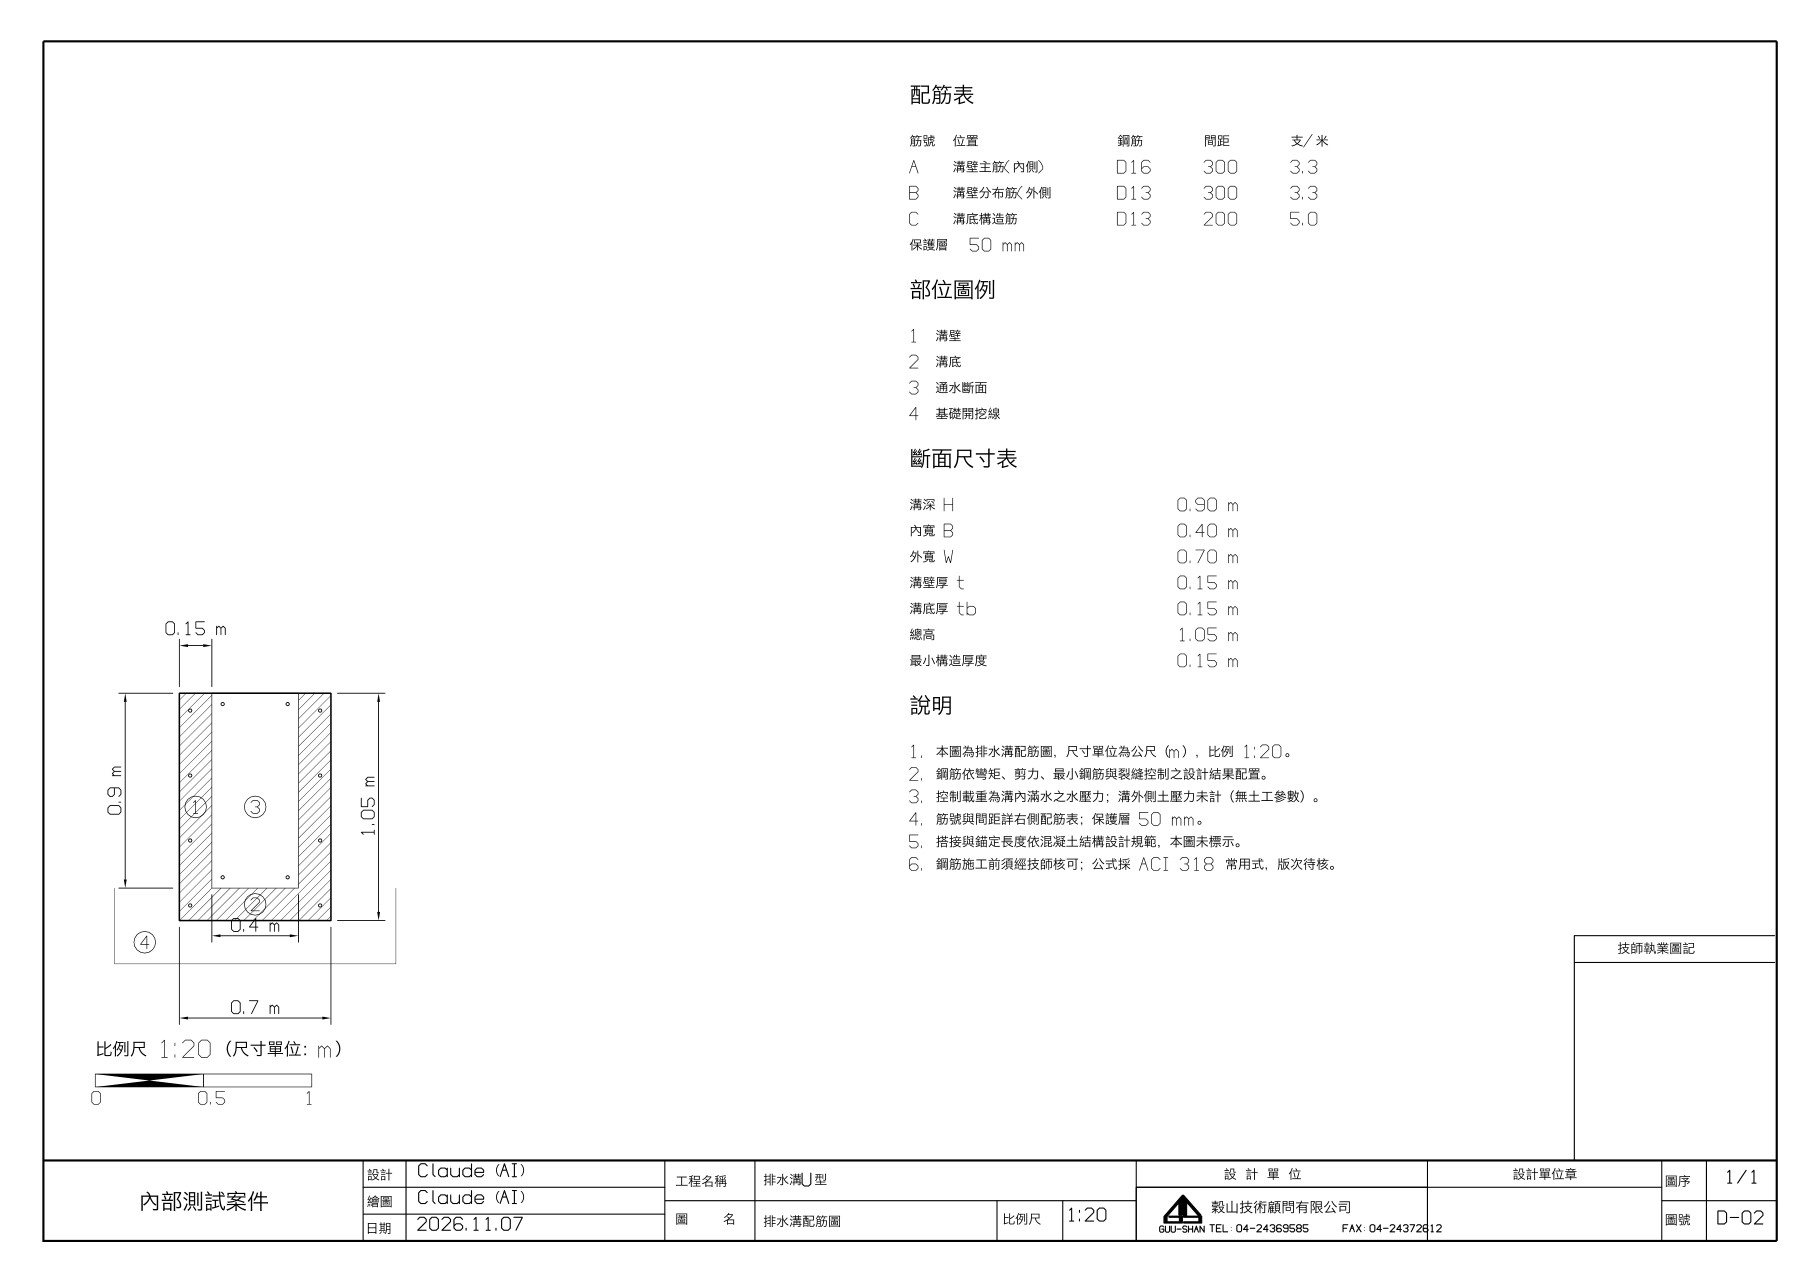 配筋表
筋號 位置 鋼筋 間距 支/米
A 溝壁主筋(內側) D16 300 3.3
B 溝壁分布筋(外側 D13 300 3.3
C 溝底構造筋 D13 200 5.0
保護層 50 mm
部位圖例
1 溝壁
2 溝底
3 通水斷面
4 基礎開挖線
斷面尺寸表
溝深 H 0.90 m
內寬 B 0.40 m
外寬 W 0.70 m
溝壁厚 t 0.15 m
溝底厚 tb 0.15 m
總高 1.05 m
最小構造厚度 0.15 m
說明
1. 本圖為排水溝配筋圖，尺寸單位為公尺（m），比例 1:20。
2. 鋼筋依彎矩、剪力、最小鋼筋與裂縫控制之設計結果配置。
3. 控制載重為溝內滿水之水壓力；溝外側土壓力未計（無土工參數）。
4. 筋號與間距詳右側配筋表；保護層 50 mm。
5. 搭接與錨定長度依混凝土結構設計規範，本圖未標示。
6. 鋼筋施工前須經技師核可；公式採 ACI 318 常用式，版次待核。
0.15 m
0.9 m
1
3
1.05 m
2
0.4 m
4
0.7 m
比例尺 1:20（尺寸單位：m）
0 0.5 1
技師執業圖記
內部測試案件
設計 Claude (AI)
繪圖 Claude (AI)
日期 2026.11.07
工程名稱 排水溝U型
圖 名 排水溝配筋圖
比例尺 1:20
設 計 單 位
榖山技術顧問有限公司
GUU-SHAN TEL: 04-24369585 FAX: 04-24372612
設計單位章
圖序 1/1
圖號 D-02